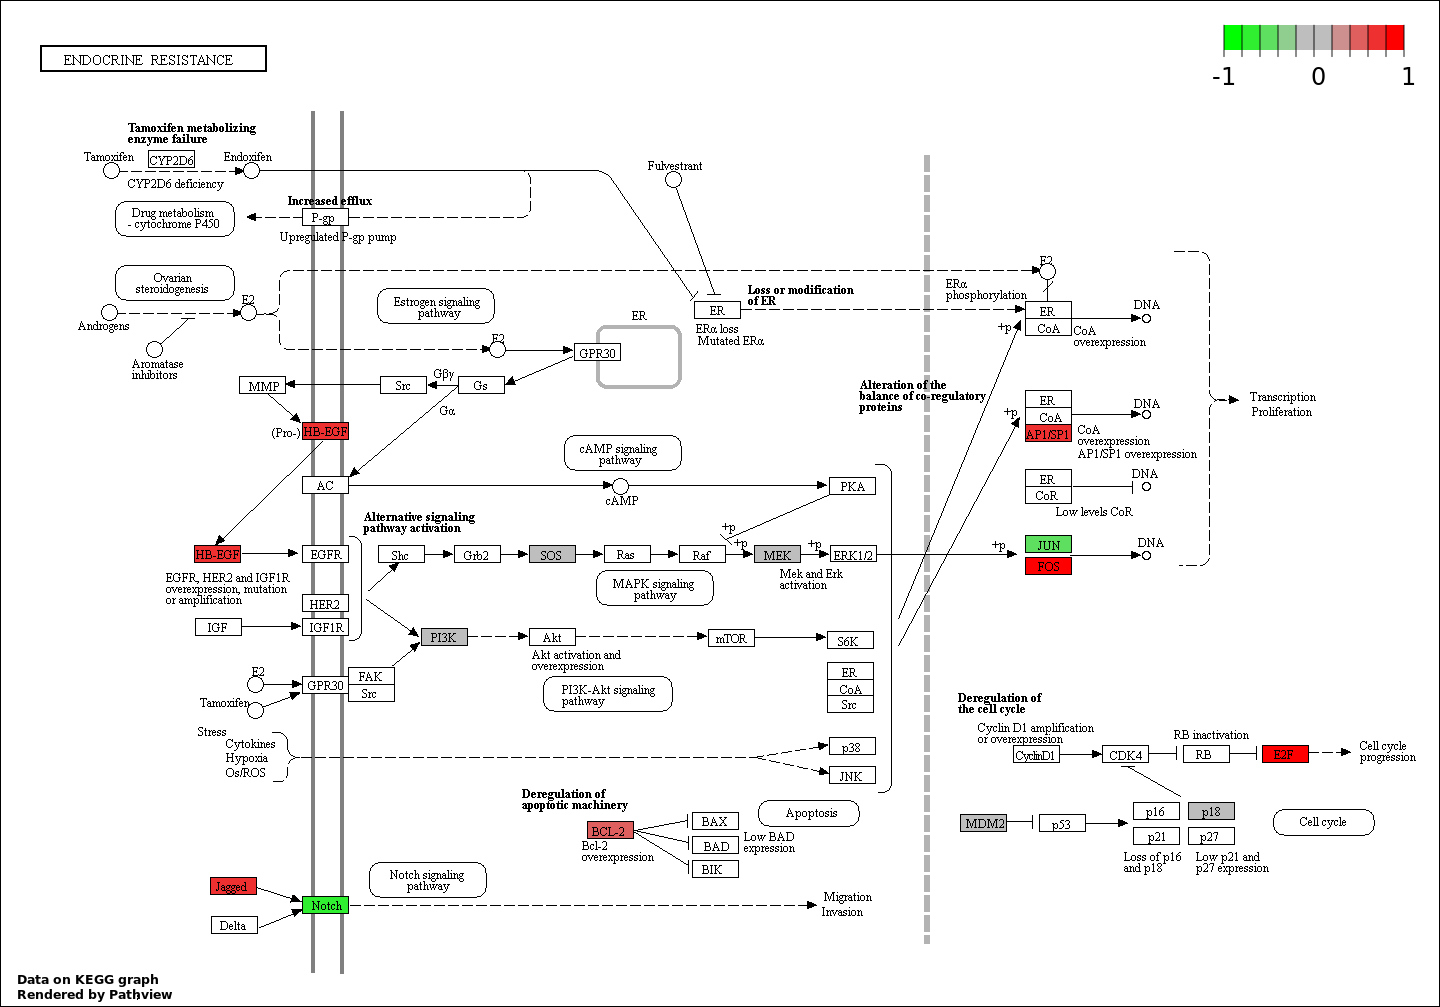 ENDOCRINE RESISTANCE
-1 0 1
Tamoxifen metabolizing
enzyme failure
Tamoxifen
CYP2D6
Endoxifen
CYP2D6 deficiency
Fulvestrant
Increased efflux
Drug metabolism
- cytochrome P450
P-gp
Upregulated P-gp pump
Ovarian
steroidogenesis
E2
Androgens
Aromatase
inhibitors
Estrogen signaling
pathway
E2
ER
GPR30
ER
Loss or modification
of ER
ERα loss
Mutated ERα
E2
ERα
phosphorylation
ER
CoA
+p
CoA
overexpression
DNA
MMP
Src
Gβγ
Gs
Gα
(Pro-)
HB-EGF
Alteration of the
balance of co-regulatory
proteins
+p
ER
CoA
AP1/SP1
DNA
CoA
overexpression
AP1/SP1 overexpression
Transcription
Proliferation
cAMP signaling
pathway
AC
cAMP
PKA
ER
CoR
DNA
Low levels CoR
Alternative signaling
pathway activation
HB-EGF
EGFR
Shc
Grb2
SOS
Ras
Raf
+p
+p
MEK
+p
ERK1/2
+p
JUN
FOS
DNA
EGFR, HER2 and IGF1R
overexpression, mutation
or amplification
MAPK signaling
pathway
Mek and Erk
activation
HER2
IGF
IGF1R
PI3K
Akt
mTOR
S6K
Akt activation and
overexpression
E2
GPR30
FAK
Src
Tamoxifen
PI3K-Akt signaling
pathway
ER
CoA
Src
Stress
Cytokines
Hypoxia
Os/ROS
p38
JNK
Deregulation of
the cell cycle
Cyclin D1 amplification
or overexpression
CyclinD1
CDK4
RB inactivation
RB
E2F
Cell cycle
progression
MDM2
p53
p16
p18
p21
p27
Cell cycle
Loss of p16
and p18
Low p21 and
p27 expression
Deregulation of
apoptotic machinery
BCL-2
Bcl-2
overexpression
BAX
BAD
BIK
Low BAD
expression
Apoptosis
Jagged
Notch
Delta
Notch signaling
pathway
Migration
Invasion
Data on KEGG graph
Rendered by Pathview